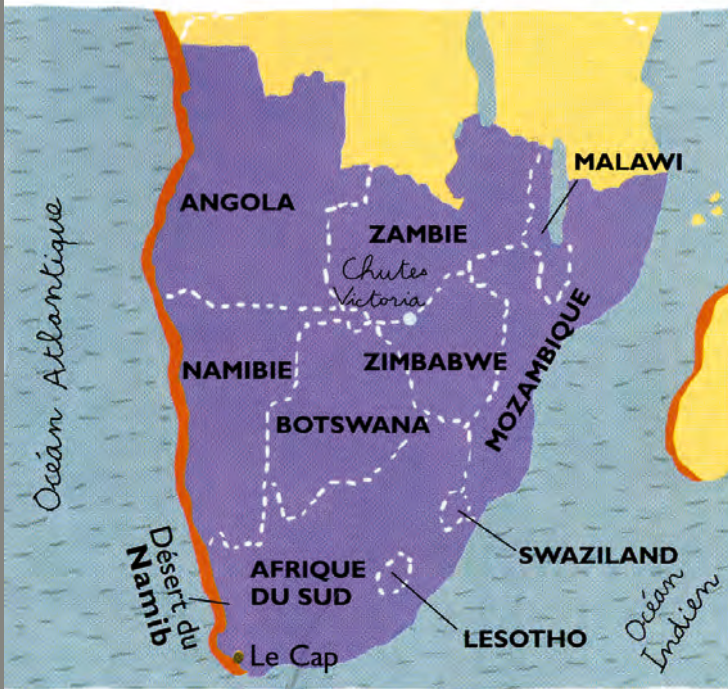 MALAWI
ANGOLA
ZAMBIE
Océan Atlantique
Chutes
Victoria
NAMIBIE
ZIMBABWE
MOZAMBIQUE
BOTSWANA
Désert du
Namib
AFRIQUE
DU SUD
SWAZILAND
LESOTHO
Océan
Indien
Le Cap